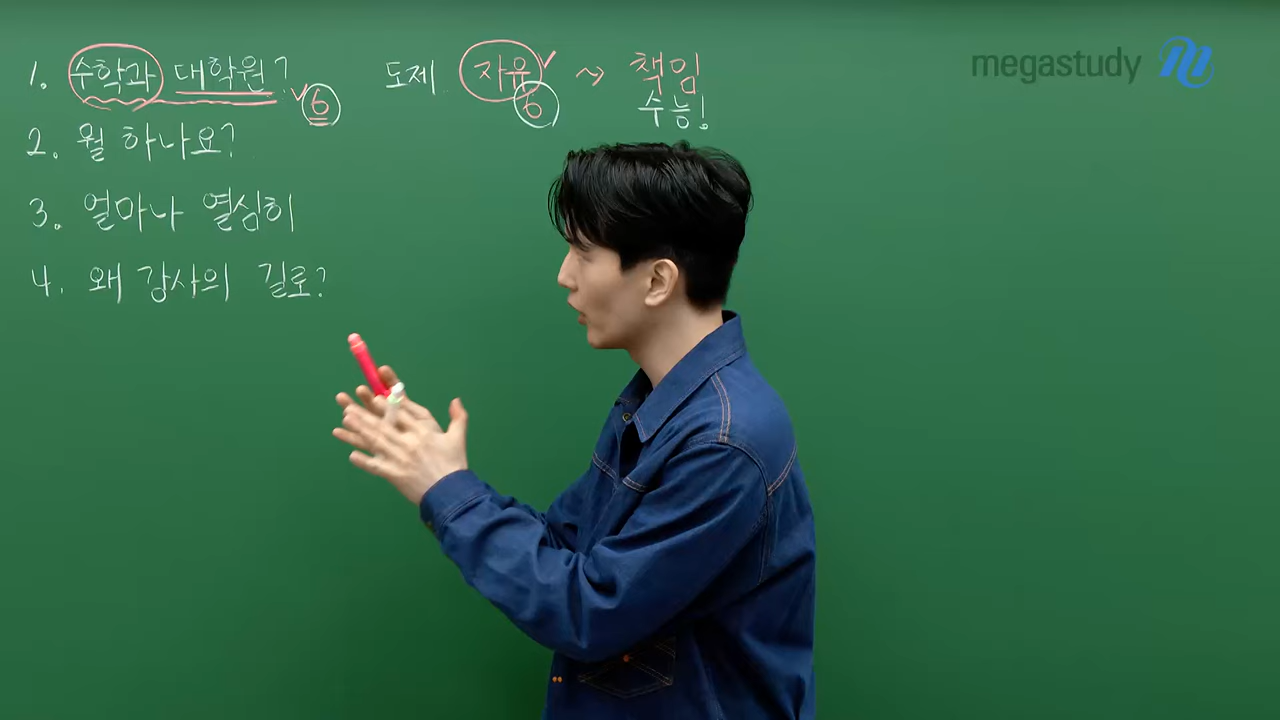 1. 수학과 대학원? 6 도제 자유 6 ~> 책임
수능!
2. 뭘 하나요?
3. 얼마나 열심히
4. 왜 강사의 길로?
megastudy